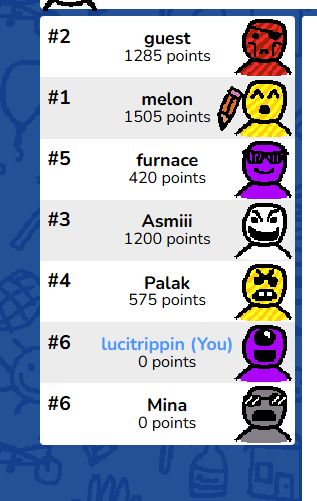 #2
guest
1285 points
#1
melon
1505 points
#5
furnace
420 points
#3
Asmiii
1200 points
#4
Palak
575 points
#6
lucitrippin (You)
0 points
#6
Mina
0 points